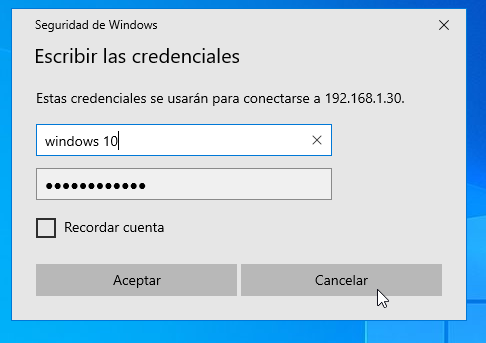 Seguridad de Windows
Escribir las credenciales
Estas credenciales se usarán para conectarse a 192.168.1.30.
windows 10
●●●●●●●●●●●●
Recordar cuenta
Aceptar
Cancelar